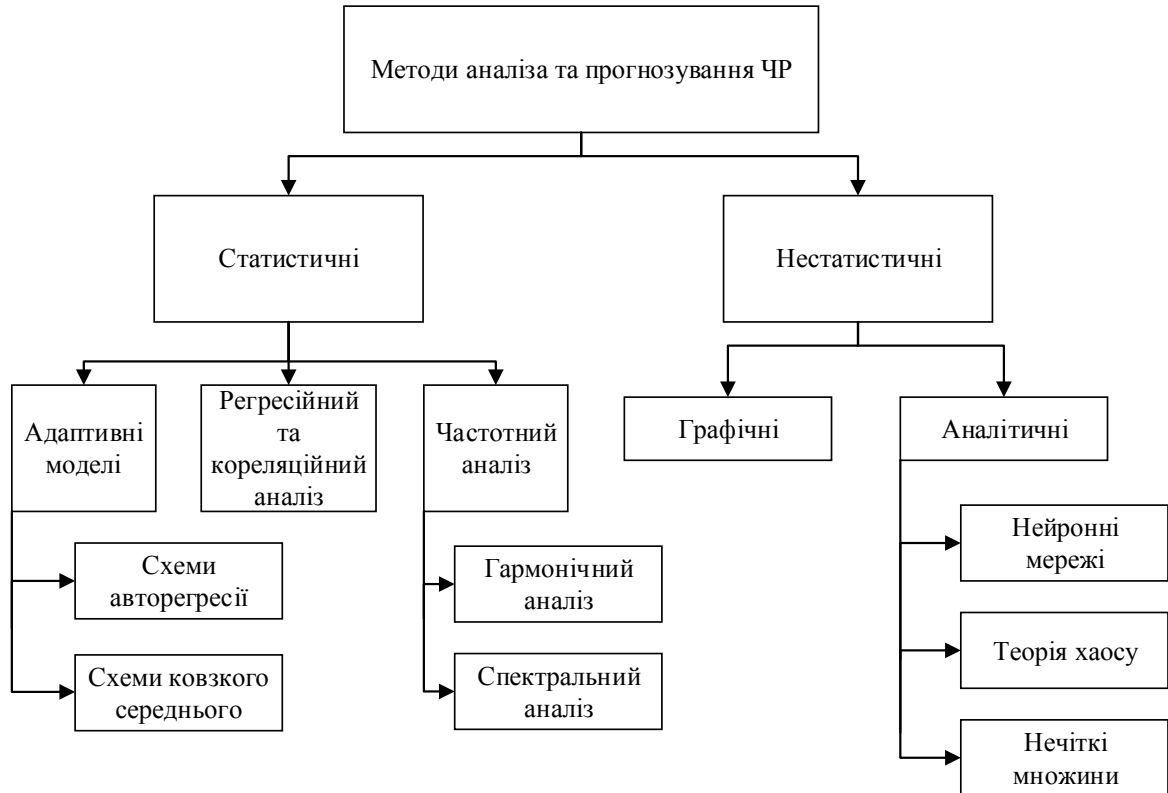 Методи аналіза та прогнозування ЧР
Статистичні
Нестатистичні
Адаптивні
моделі
Регресійний
та
кореляційний
аналіз
Частотний
аналіз
Графічні
Аналітичні
Схеми
авторегресії
Схеми ковзкого
середнього
Гармонічний
аналіз
Спектральний
аналіз
Нейронні
мережі
Теорія хаосу
Нечіткі
множини